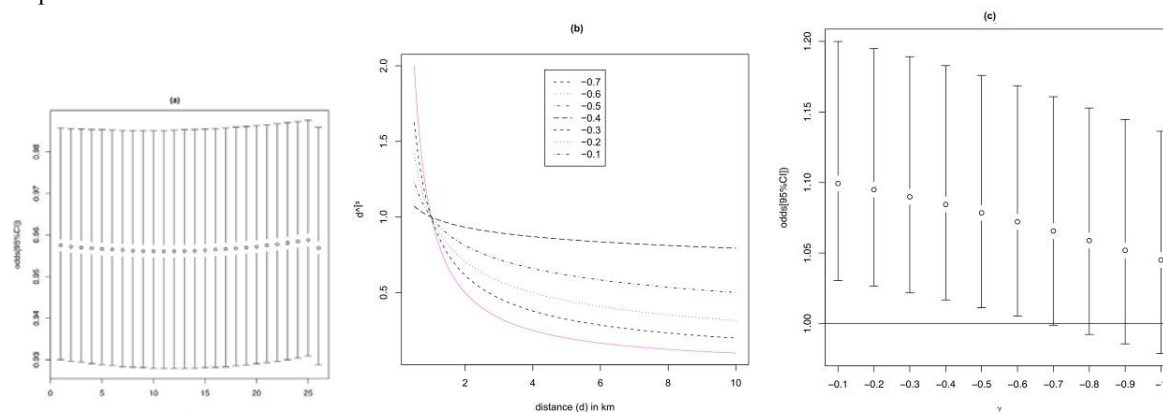 (a)
odds[95%CI])
0.93 0.94 0.95 0.96 0.98
0 5 10 15 20 25
(b)
d^Î³
0.5 1.0 1.5 2.0
−0.7
−0.6
−0.5
−0.4
−0.3
−0.2
−0.1
2 4 6 8 10
distance (d) in km
(c)
odds[95%CI])
1.00 1.05 1.10 1.15 1.20
−0.1 −0.2 −0.3 −0.4 −0.5 −0.6 −0.7 −0.8 −0.9
γ